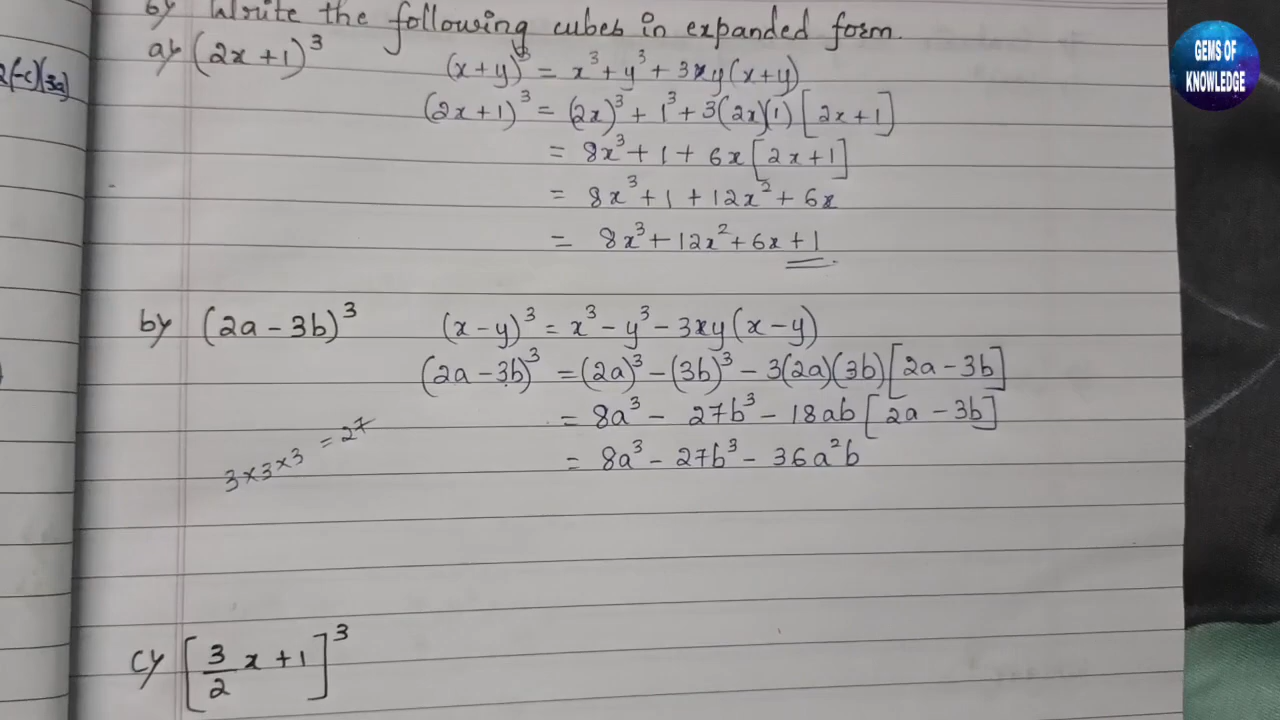 6) Write the following cubes in expanded form.
a) (2x+1)³
(x+y)³ = x³+y³+3xy(x+y)
(2x+1)³ = (2x)³ + 1³ + 3(2x)(1) [2x+1]
= 8x³ + 1 + 6x [2x+1]
= 8x³ + 1 + 12x² + 6x
= 8x³ + 12x² + 6x + 1
b) (2a-3b)³
(x-y)³ = x³ - y³ - 3xy(x-y)
(2a-3b)³ = (2a)³ - (3b)³ - 3(2a)(3b)[2a-3b]
= 8a³ - 27b³ - 18ab [2a-3b]
= 8a³ - 27b³ - 36a²b
3×3×3 = 27
c) [3/2 x + 1]³
2(-c)(3a)
GEMS OF
KNOWLEDGE